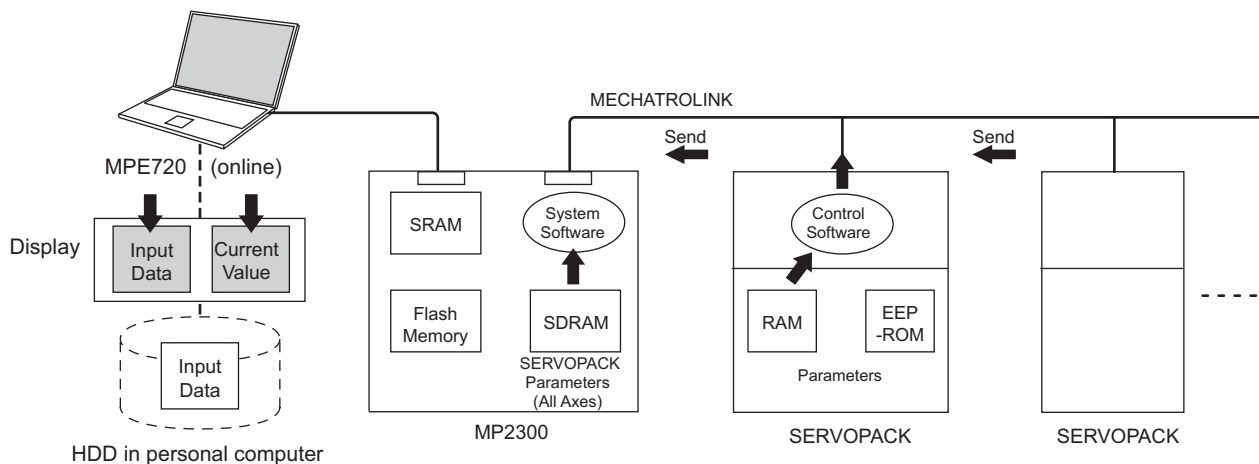 MECHATROLINK
Send
Send
MPE720 (online)
Display
Input
Data
Current
Value
Input
Data
HDD in personal computer
SRAM
System
Software
Flash
Memory
SDRAM
SERVOPACK
Parameters
(All Axes)
MP2300
Control
Software
RAM
EEP
-ROM
Parameters
SERVOPACK
SERVOPACK